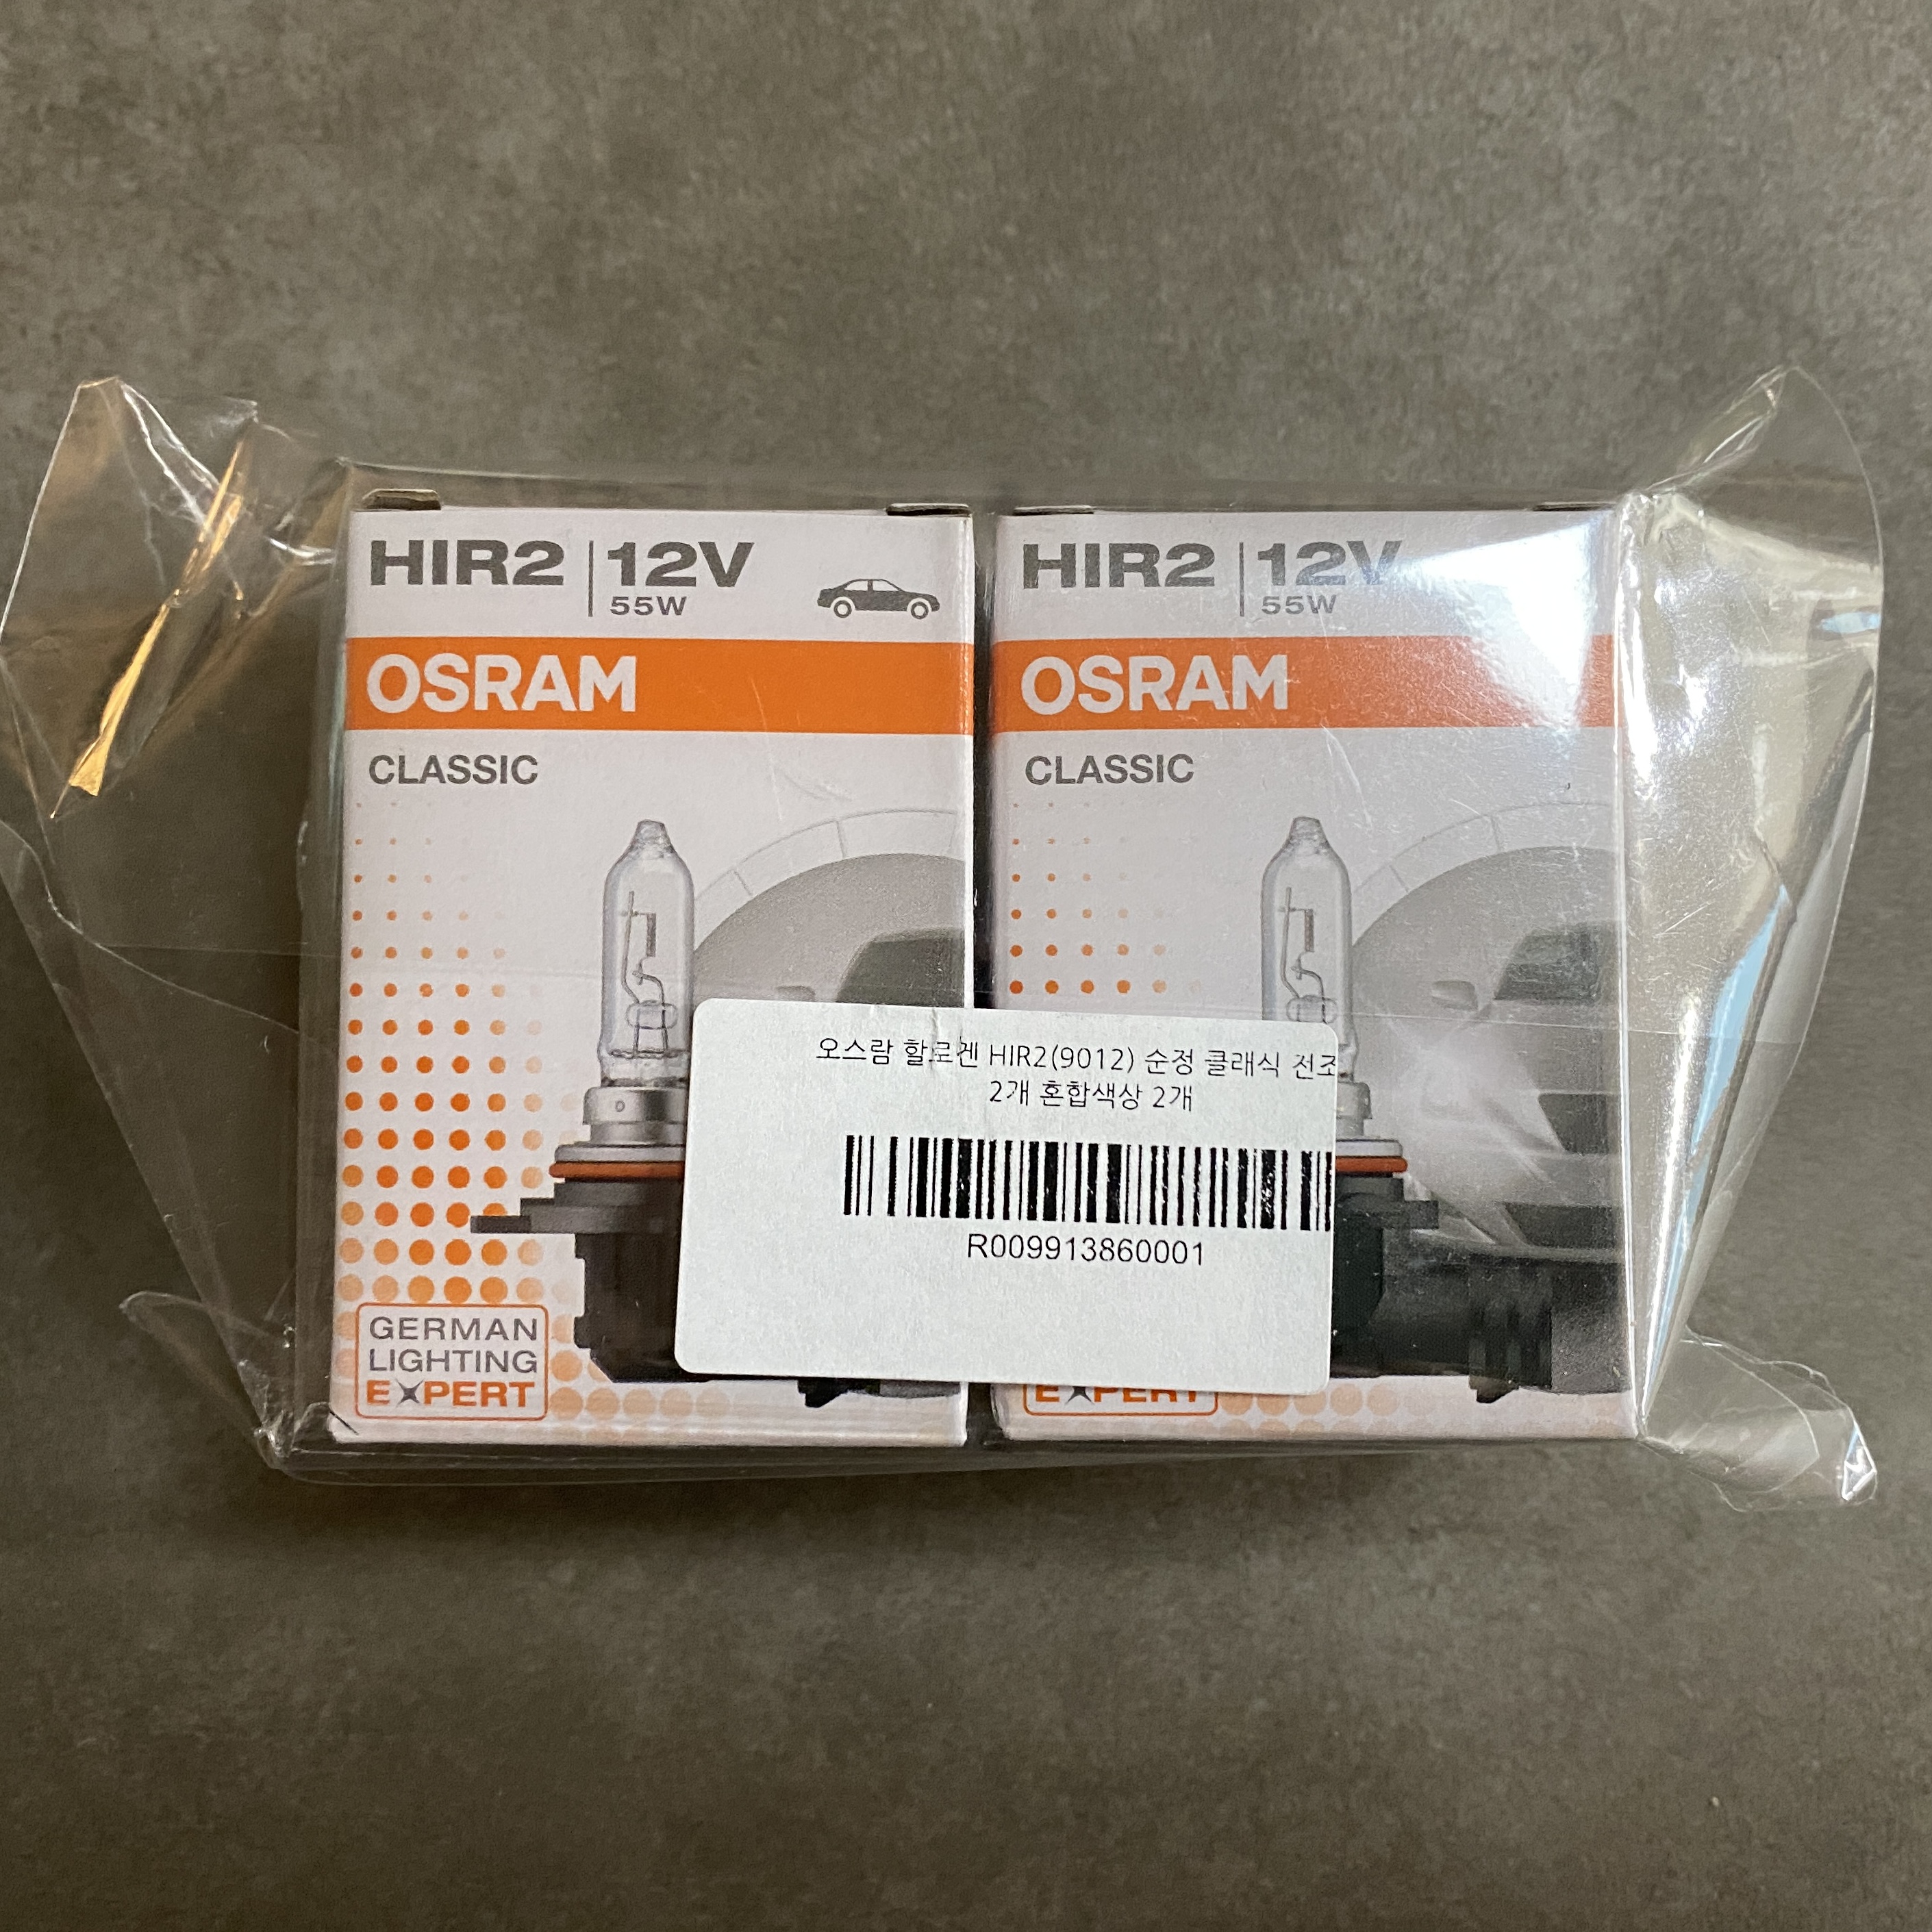 HIR2 | 12V
55W
OSRAM
CLASSIC
GERMAN
LIGHTING
EXPERT
HIR2 | 12V
55W
OSRAM
CLASSIC
EXPERT
오스람 할로겐 HIR2(9012) 순정 클래식 전조
2개 혼합색상 2개
R009913860001